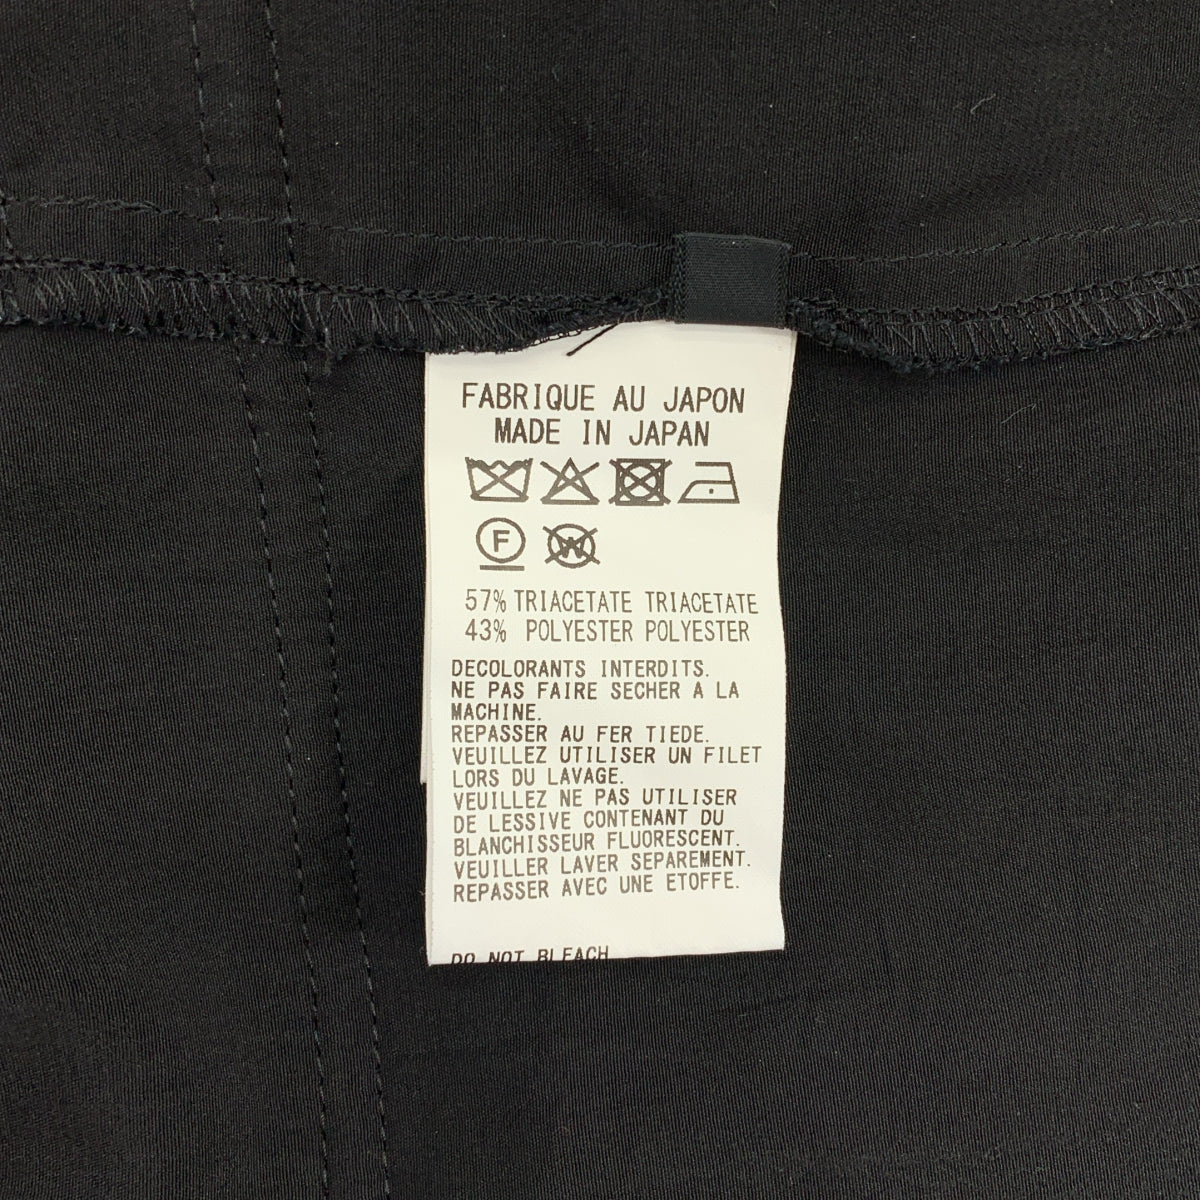 FABRIQUE AU JAPON
MADE IN JAPAN
F W
57% TRIACETATE TRIACETATE
43% POLYESTER POLYESTER
DECOLORANTS INTERDITS.
NE PAS FAIRE SECHER A LA
MACHINE.
REPASSER AU FER TIEDE.
VEUILLEZ UTILISER UN FILET
LORS DU LAVAGE.
VEUILLEZ NE PAS UTILISER
DE LESSIVE CONTENANT DU
BLANCHISSEUR FLUORESCENT.
VEUILLER LAVER SEPAREMENT.
REPASSER AVEC UNE ETOFFE.
DO NOT BLEACH